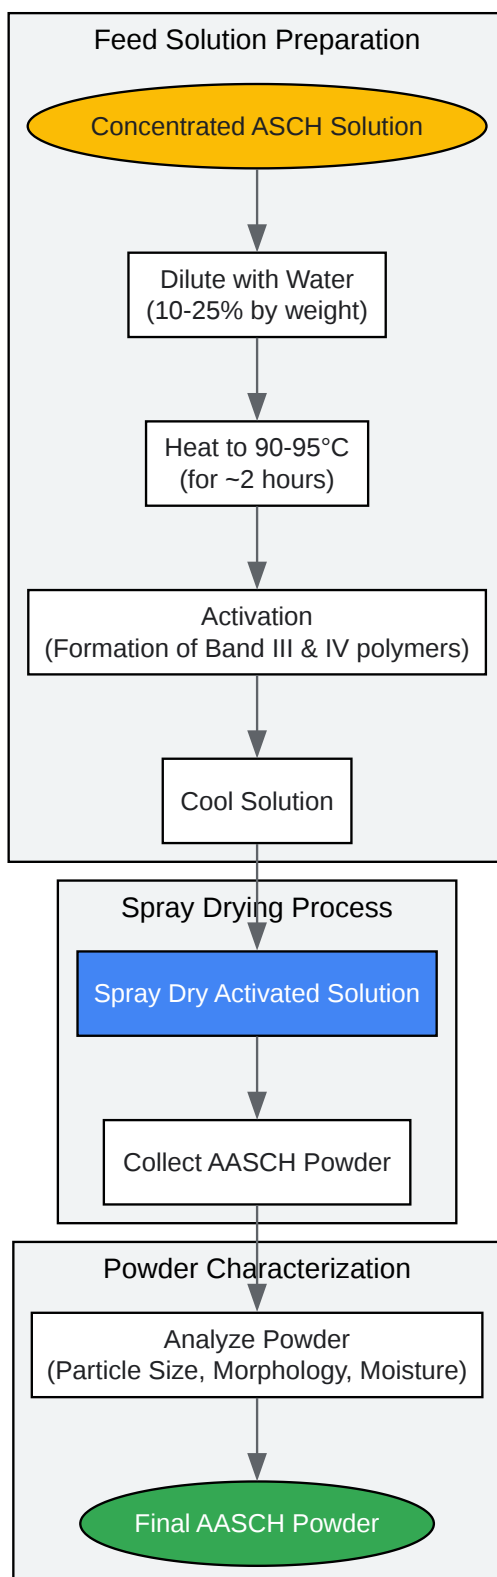 Feed Solution Preparation
Concentrated ASCH Solution
Dilute with Water
(10-25% by weight)
Heat to 90-95°C
(for ~2 hours)
Activation
(Formation of Band III & IV polymers)
Cool Solution
Spray Drying Process
Spray Dry Activated Solution
Collect AASCH Powder
Powder Characterization
Analyze Powder
(Particle Size, Morphology, Moisture)
Final AASCH Powder